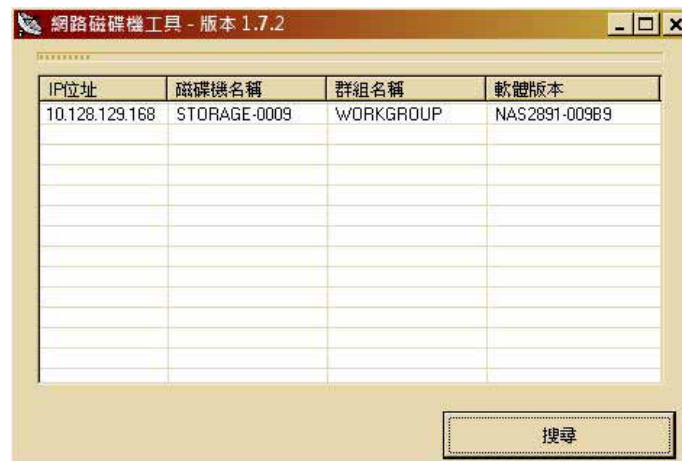 網路磁碟機工具 - 版本 1.7.2
IP位址 磁碟機名稱 群組名稱 軟體版本
10.128.129.168 STORAGE-0009 WORKGROUP NAS2891-009B9
搜尋